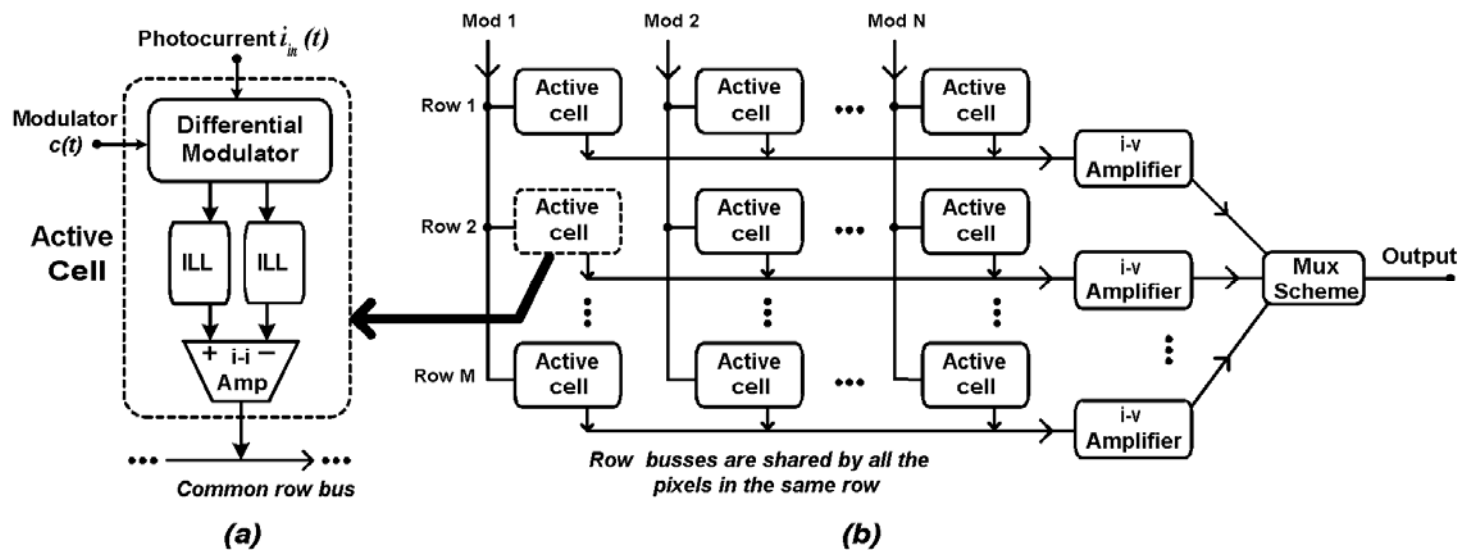 Photocurrent i_in (t)
Modulator
c(t)
Differential
Modulator
Active
Cell
ILL
ILL
+ i-i −
Amp
Common row bus
(a)
Mod 1
Mod 2
Mod N
Row 1
Active
cell
Active
cell
Active
cell
i-v
Amplifier
Row 2
Active
cell
Active
cell
Active
cell
i-v
Amplifier
Mux
Scheme
Output
Row M
Active
cell
Active
cell
Active
cell
i-v
Amplifier
Row busses are shared by all the
pixels in the same row
(b)